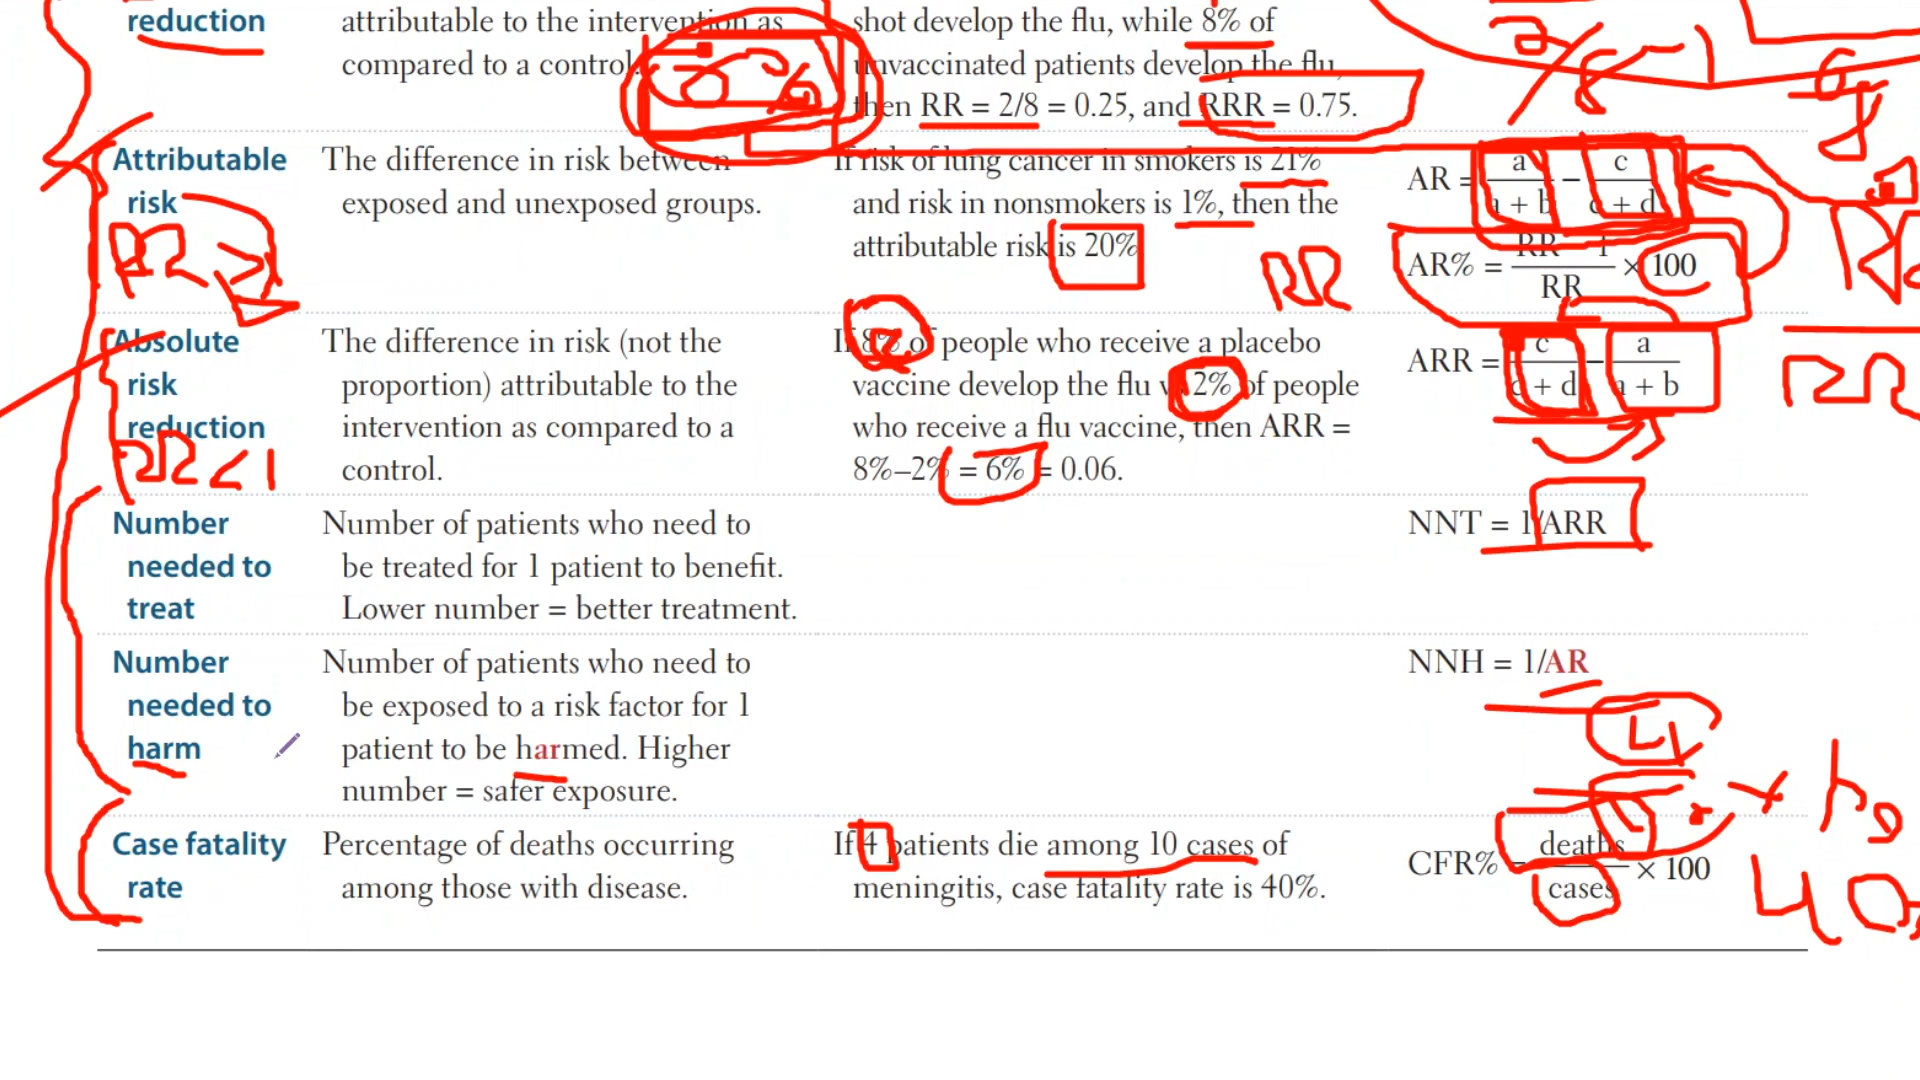 reduction
attributable to the intervention as
compared to a control.
shot develop the flu, while 8% of
unvaccinated patients develop the flu,
then RR = 2/8 = 0.25, and RRR = 0.75.
Attributable
risk
The difference in risk between
exposed and unexposed groups.
If risk of lung cancer in smokers is 21%
and risk in nonsmokers is 1%, then the
attributable risk is 20%
RR
AR = a / a + b − c / c + d
AR% = RR − 1 / RR × 100
Absolute
risk
reduction
RR < 1
The difference in risk (not the
proportion) attributable to the
intervention as compared to a
control.
If 8% of people who receive a placebo
vaccine develop the flu vs 2% of people
who receive a flu vaccine, then ARR =
8%–2% = 6% = 0.06.
ARR = c / c + d − a / a + b
Number
needed to
treat
Number of patients who need to
be treated for 1 patient to benefit.
Lower number = better treatment.
NNT = 1/ARR
Number
needed to
harm
Number of patients who need to
be exposed to a risk factor for 1
patient to be harmed. Higher
number = safer exposure.
NNH = 1/AR
Case fatality
rate
Percentage of deaths occurring
among those with disease.
If 4 patients die among 10 cases of
meningitis, case fatality rate is 40%.
CFR% = deaths / cases × 100
40